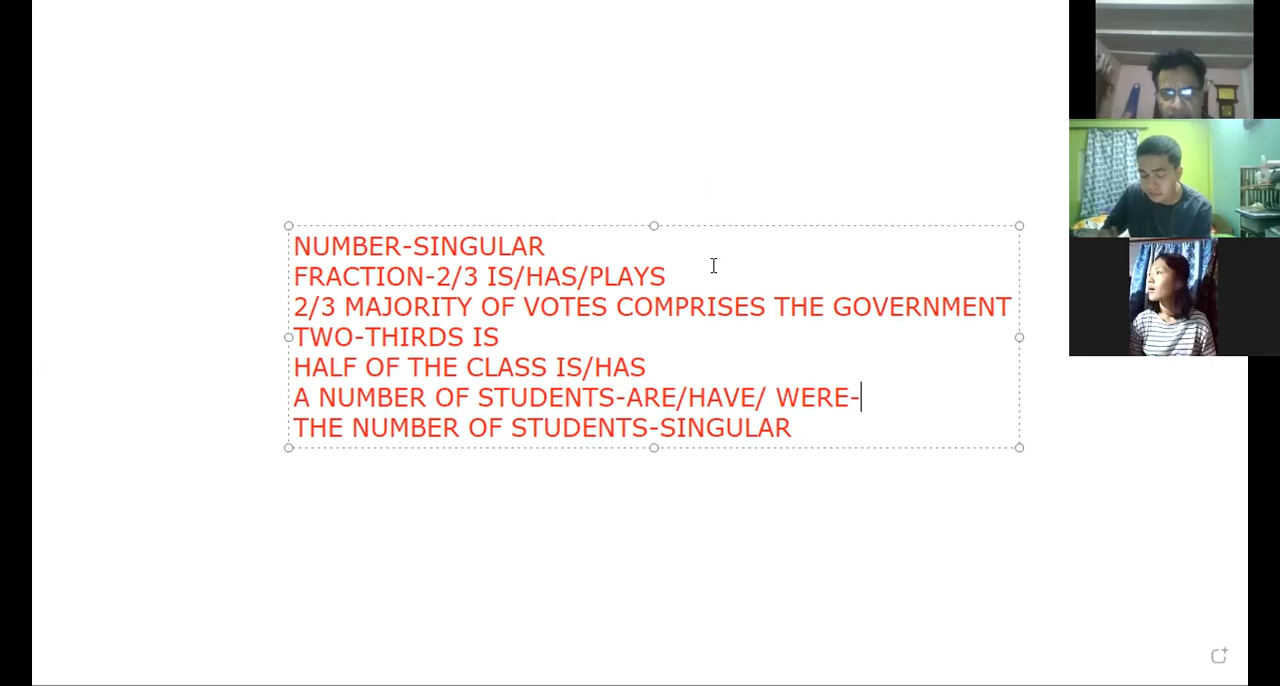 NUMBER-SINGULAR
FRACTION-2/3 IS/HAS/PLAYS
2/3 MAJORITY OF VOTES COMPRISES THE GOVERNMENT
TWO-THIRDS IS
HALF OF THE CLASS IS/HAS
A NUMBER OF STUDENTS-ARE/HAVE/ WERE-
THE NUMBER OF STUDENTS-SINGULAR